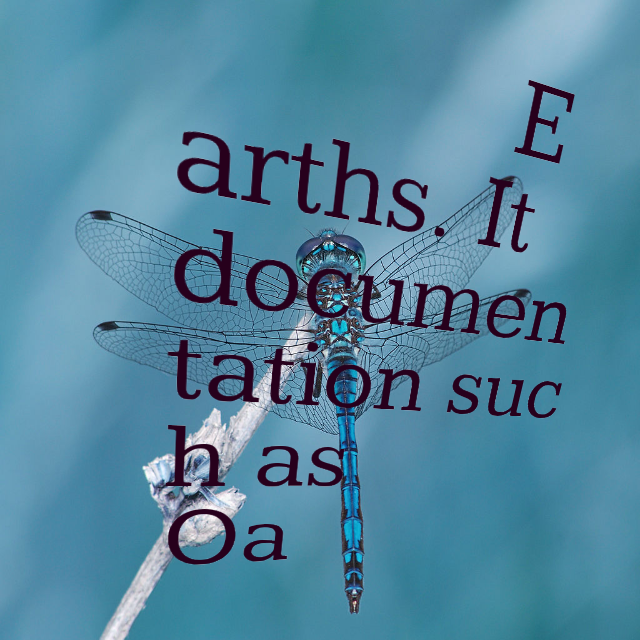 E
arths. It
documen
tation suc
h as
Oa